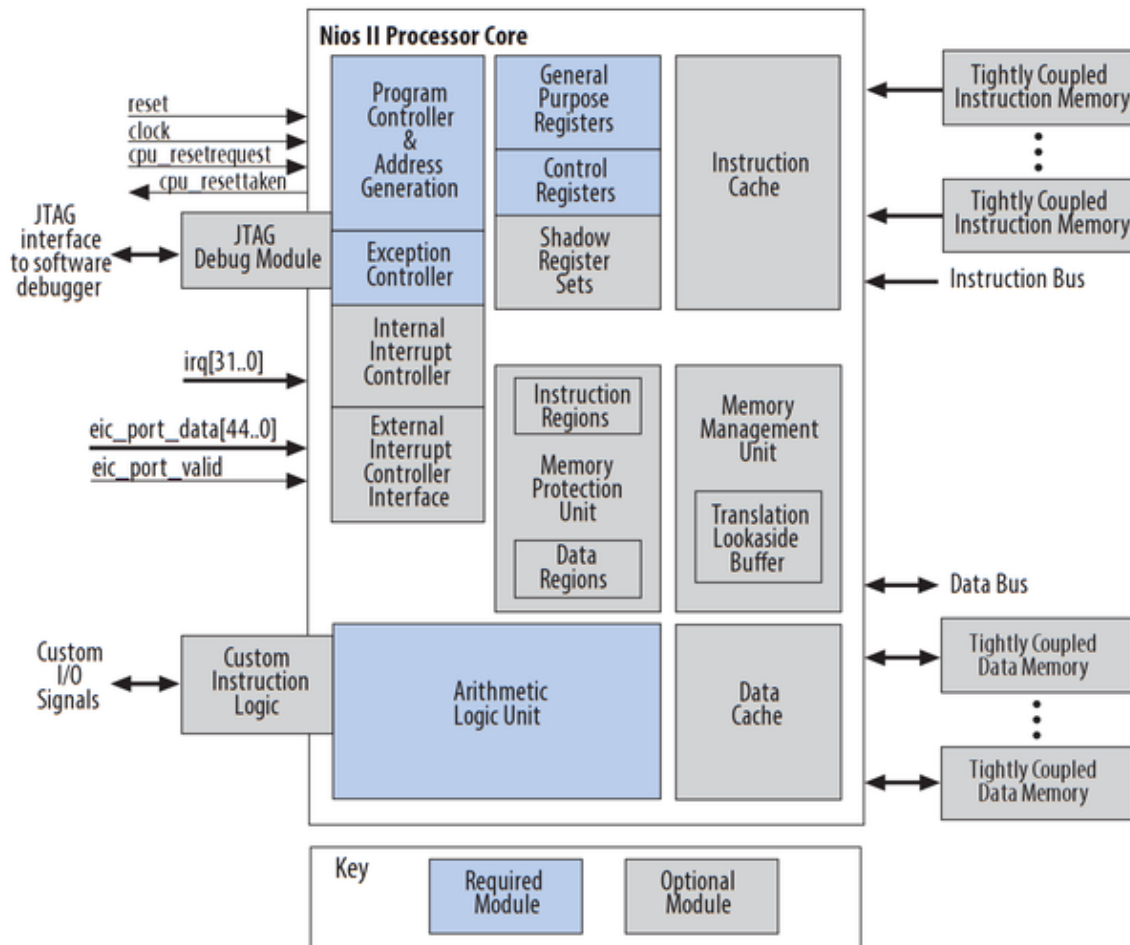 Nios II Processor Core
reset
clock
cpu_resetrequest
cpu_resettaken
JTAG
interface
to software
debugger
JTAG
Debug Module
irq[31..0]
eic_port_data[44..0]
eic_port_valid
Custom
I/O
Signals
Custom
Instruction
Logic
Program
Controller
&
Address
Generation
Exception
Controller
Internal
Interrupt
Controller
External
Interrupt
Controller
Interface
General
Purpose
Registers
Control
Registers
Shadow
Register
Sets
Instruction
Cache
Instruction
Regions
Memory
Protection
Unit
Data
Regions
Memory
Management
Unit
Translation
Lookaside
Buffer
Arithmetic
Logic Unit
Data
Cache
Tightly Coupled
Instruction Memory
Tightly Coupled
Instruction Memory
Instruction Bus
Data Bus
Tightly Coupled
Data Memory
Tightly Coupled
Data Memory
Key
Required
Module
Optional
Module